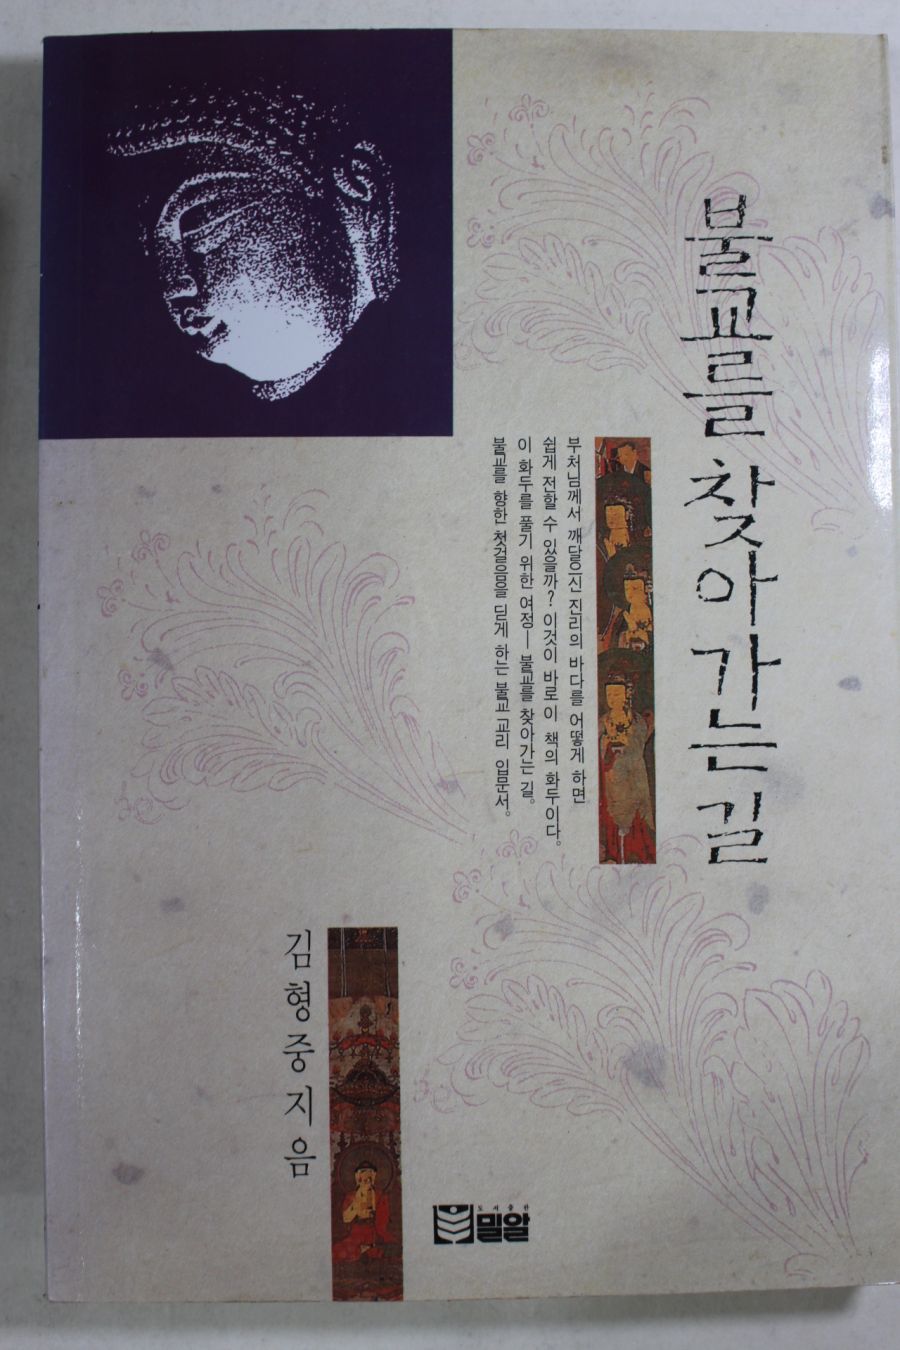 불교를 찾아가는 길
부처님께서 깨달으신 진리의 바다를 어떻게 하면
쉽게 전할 수 있을까? 이것이 바로 이 책의 화두이다.
이 화두를 풀기 위한 여정—불교를 찾아가는 길.
불교를 향한 첫걸음을 딛게 하는 불교 교리 입문서.
김형중 지음
도서출판
밀알